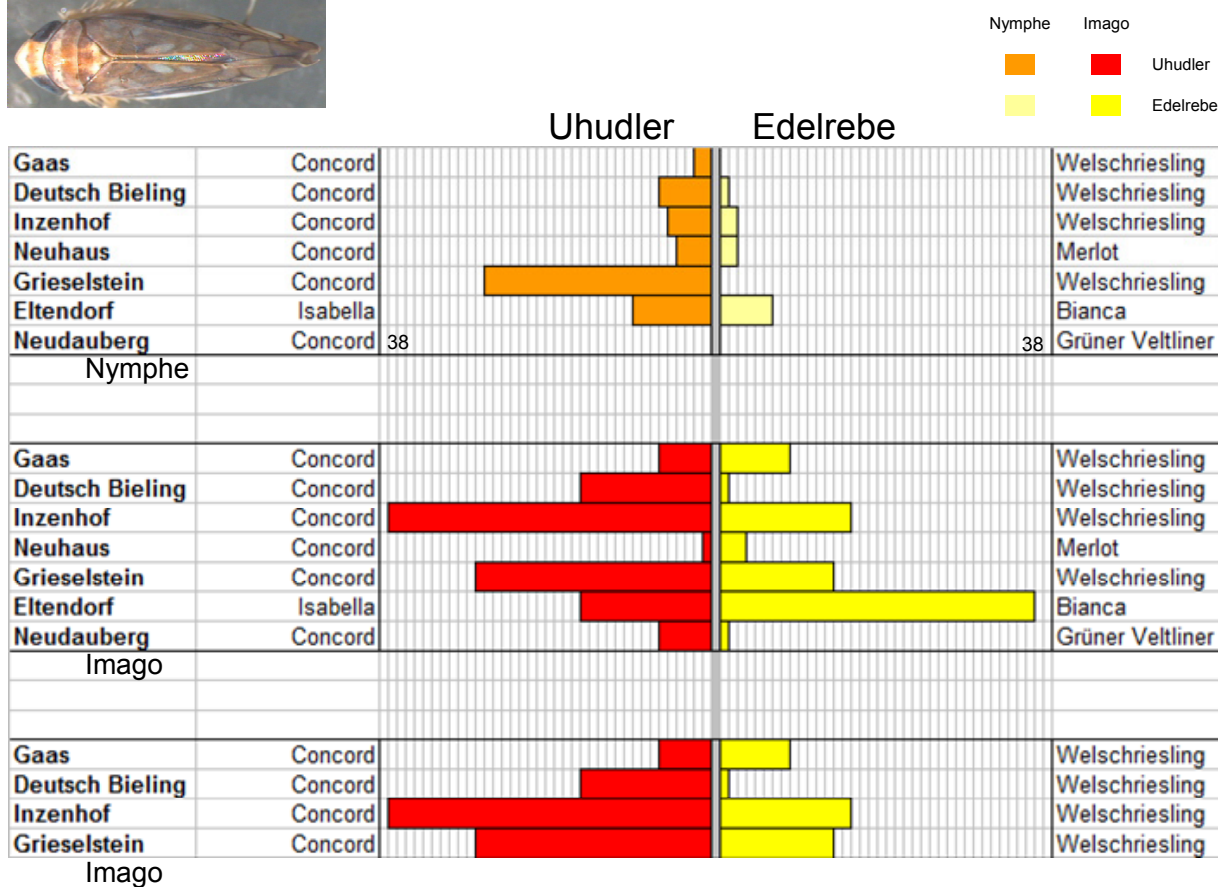 Nymphe Imago
Uhudler
Edelrebe
Uhudler Edelrebe
Gaas Concord Welschriesling
Deutsch Bieling Concord Welschriesling
Inzenhof Concord Welschriesling
Neuhaus Concord Merlot
Grieselstein Concord Welschriesling
Eltendorf Isabella Bianca
Neudauberg Concord 38 38 Grüner Veltliner
Nymphe
Gaas Concord Welschriesling
Deutsch Bieling Concord Welschriesling
Inzenhof Concord Welschriesling
Neuhaus Concord Merlot
Grieselstein Concord Welschriesling
Eltendorf Isabella Bianca
Neudauberg Concord Grüner Veltliner
Imago
Gaas Concord Welschriesling
Deutsch Bieling Concord Welschriesling
Inzenhof Concord Welschriesling
Grieselstein Concord Welschriesling
Imago